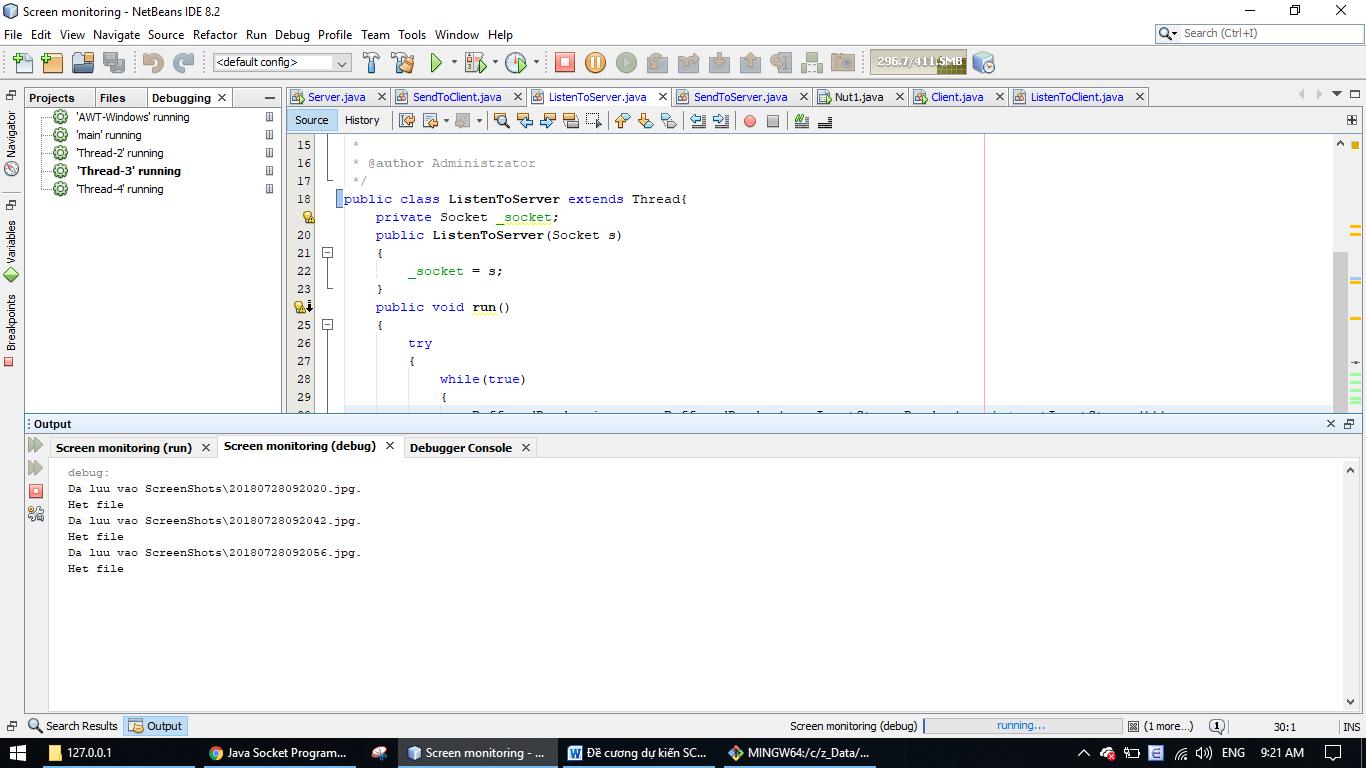 Screen monitoring - NetBeans IDE 8.2
File Edit View Navigate Source Refactor Run Debug Profile Team Tools Window Help
Search (Ctrl+I)
<default config>
296.7/411.5MB
Projects Files Debugging
Server.java SendToClient.java ListenToServer.java SendToServer.java Nut1.java Client.java ListenToClient.java
Navigator
Variables
Breakpoints
'AWT-Windows' running
'main' running
'Thread-2' running
'Thread-3' running
'Thread-4' running
Source History
15 *
16 * @author Administrator
17 */
18 public class ListenToServer extends Thread{
private Socket _socket;
20 public ListenToServer(Socket s)
21 {
22 _socket = s;
23 }
public void run()
25 {
26 try
27 {
28 while(true)
29 {
Output
Screen monitoring (run) Screen monitoring (debug) Debugger Console
debug:
Da luu vao ScreenShots\20180728092020.jpg.
Het file
Da luu vao ScreenShots\20180728092042.jpg.
Het file
Da luu vao ScreenShots\20180728092056.jpg.
Het file
Search Results Output
Screen monitoring (debug) running... (1 more...) 1 30:1 INS
127.0.0.1 Java Socket Program... Screen monitoring - ... Đề cương dự kiến SC... MINGW64:/c/z_Data/... ENG 9:21 AM